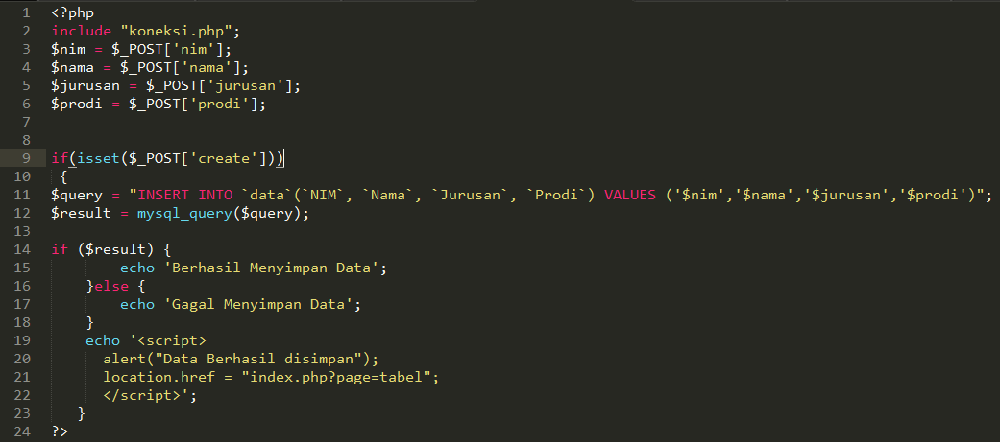 1 <?php
2 include "koneksi.php";
3 $nim = $_POST['nim'];
4 $nama = $_POST['nama'];
5 $jurusan = $_POST['jurusan'];
6 $prodi = $_POST['prodi'];
7
8
9 if(isset($_POST['create']))
10 {
11 $query = "INSERT INTO `data`(`NIM`, `Nama`, `Jurusan`, `Prodi`) VALUES ('$nim','$nama','$jurusan','$prodi')";
12 $result = mysql_query($query);
13
14 if ($result) {
15 echo 'Berhasil Menyimpan Data';
16 }else {
17 echo 'Gagal Menyimpan Data';
18 }
19 echo '<script>
20 alert("Data Berhasil disimpan");
21 location.href = "index.php?page=tabel";
22 </script>';
23 }
24 ?>